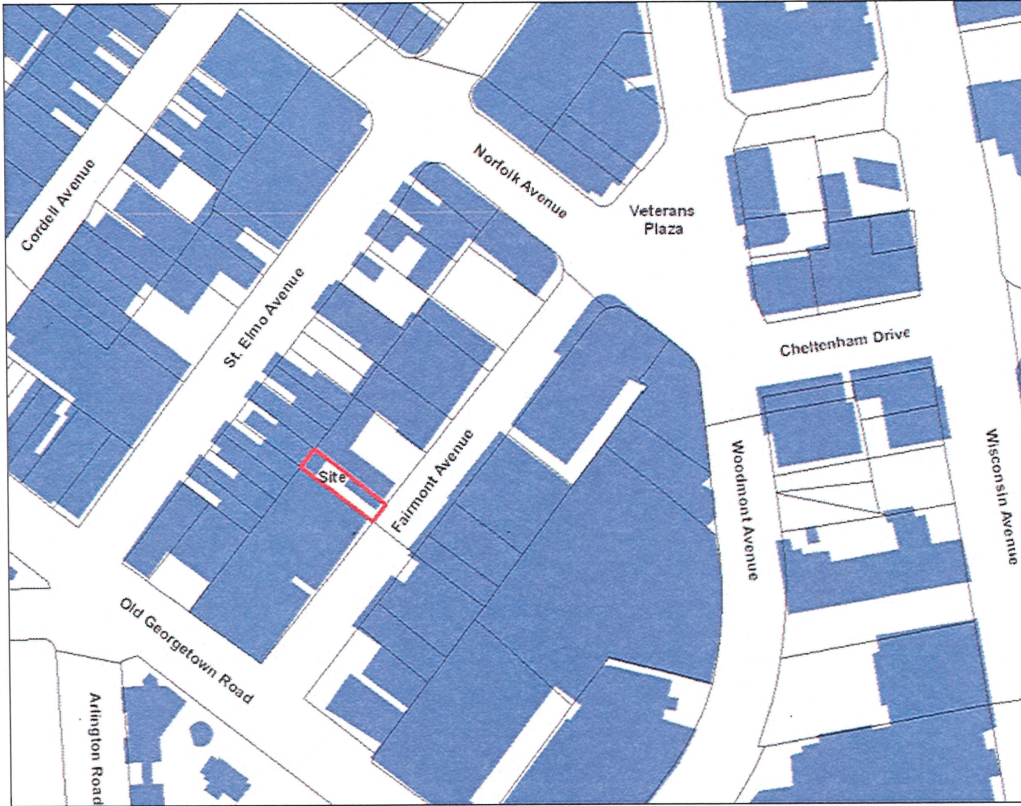 Cordell Avenue
Norfolk Avenue
Veterans
Plaza
St. Elmo Avenue
Cheltenham Drive
Site
Fairmont Avenue
Woodmont Avenue
Wisconsin Avenue
Old Georgetown Road
Arlington Road